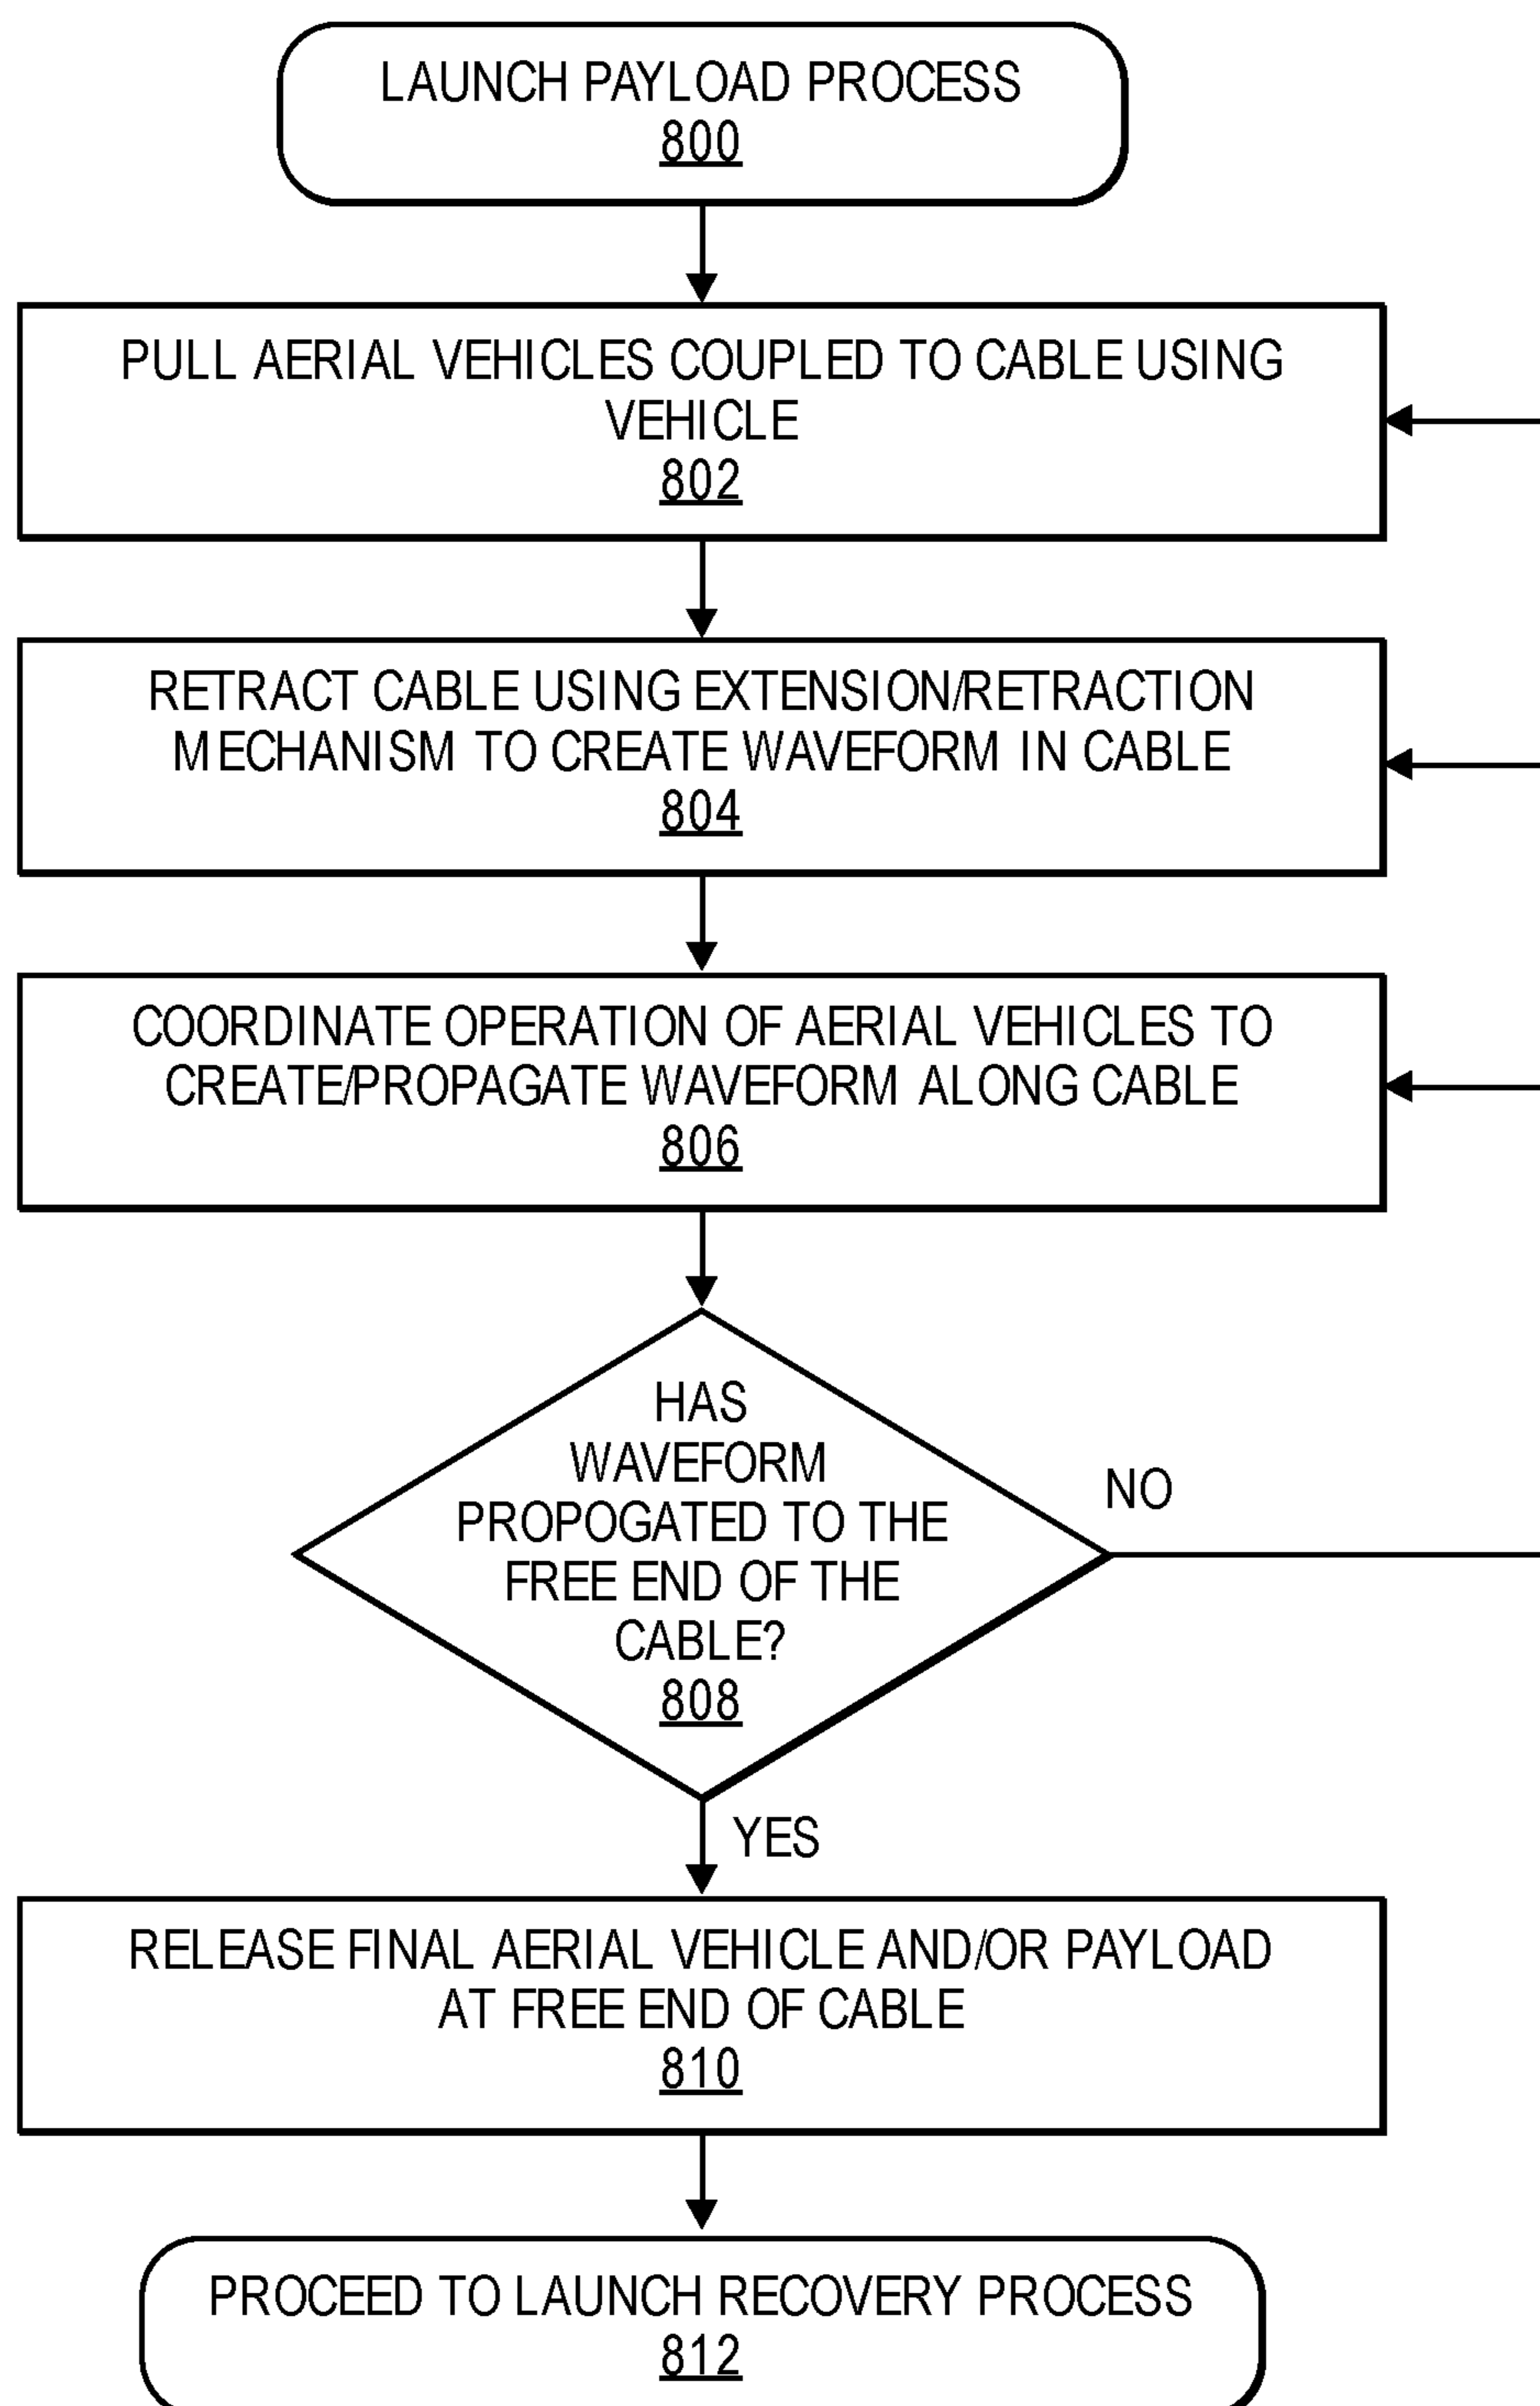 LAUNCH PAYLOAD PROCESS
800
PULL AERIAL VEHICLES COUPLED TO CABLE USING
VEHICLE
802
RETRACT CABLE USING EXTENSION/RETRACTION
MECHANISM TO CREATE WAVEFORM IN CABLE
804
COORDINATE OPERATION OF AERIAL VEHICLES TO
CREATE/PROPAGATE WAVEFORM ALONG CABLE
806
HAS
WAVEFORM
PROPOGATED TO THE
FREE END OF THE
CABLE?
808
NO
YES
RELEASE FINAL AERIAL VEHICLE AND/OR PAYLOAD
AT FREE END OF CABLE
810
PROCEED TO LAUNCH RECOVERY PROCESS
812